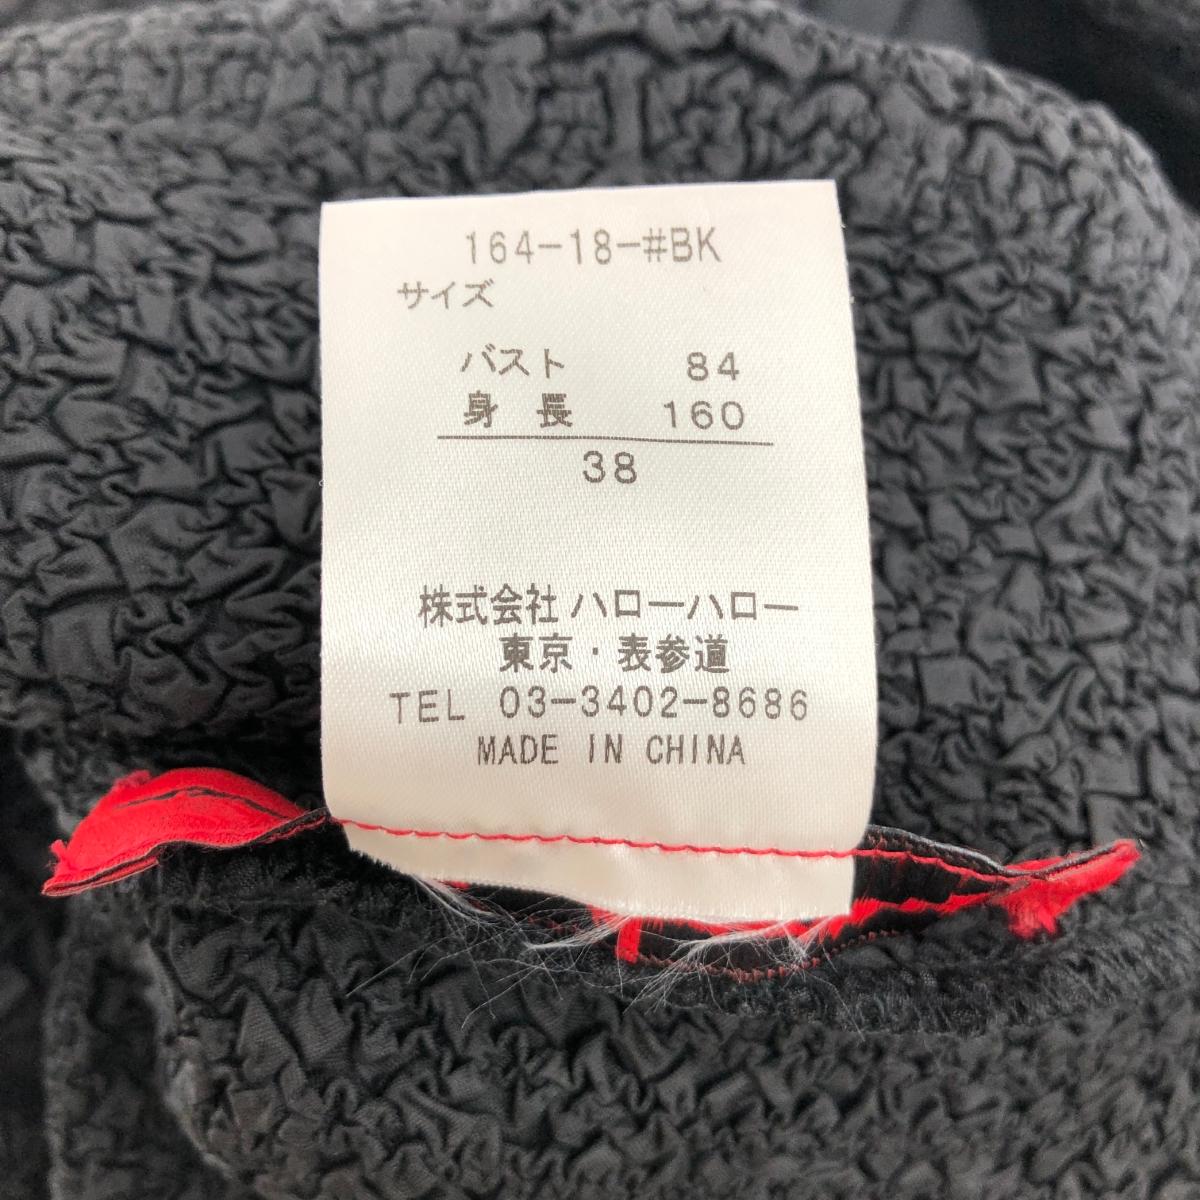 164-18-#BK
サイズ
バスト 84
身 長 160
38
株式会社 ハローハロー
東京・表参道
TEL 03-3402-8686
MADE IN CHINA